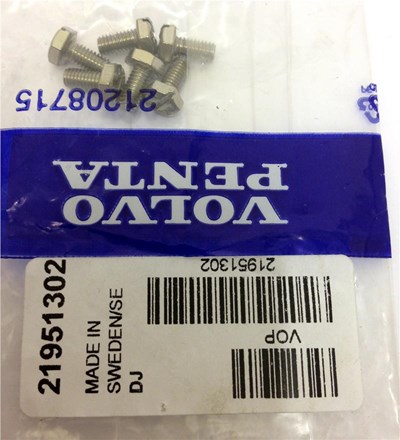 21208715
VOLVO
PENTA
21951302
MADE IN
SWEDEN/SE
DJ
21951302
VOP